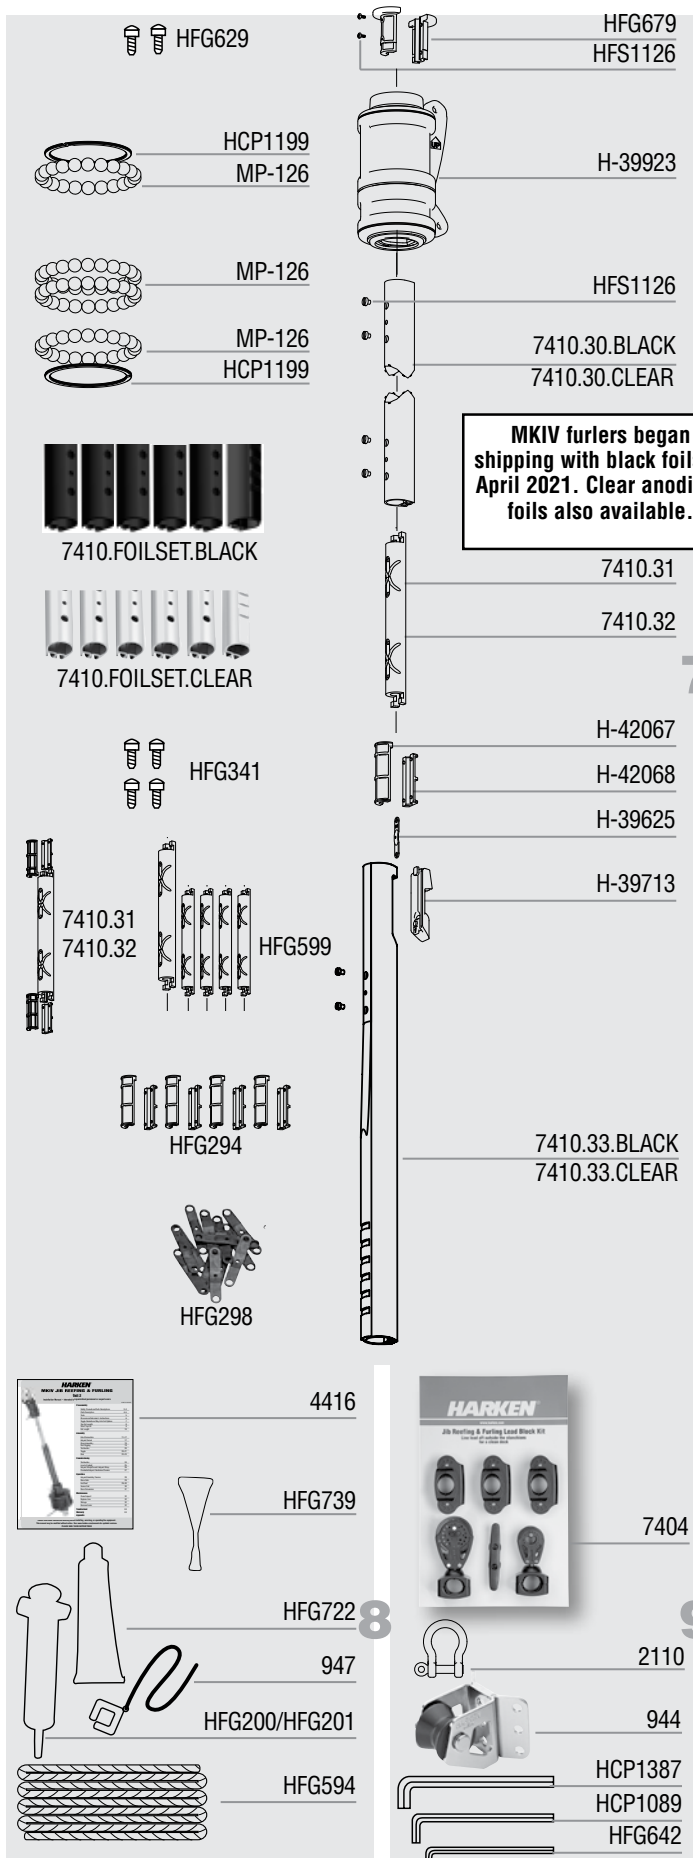 HFG629
HCP1199
MP-126
MP-126
MP-126
HCP1199
7410.FOILSET.BLACK
7410.FOILSET.CLEAR
HFG341
7410.31
7410.32
HFG599
HFG294
HFG298
HFG679
HFS1126
H-39923
HFS1126
7410.30.BLACK
7410.30.CLEAR
MKIV furlers began
shipping with black foil
April 2021. Clear anodi
foils also available.
7410.31
7410.32
7
H-42067
H-42068
H-39625
H-39713
7410.33.BLACK
7410.33.CLEAR
HARKEN
MKIV JIB REEFING & FURLING
4416
HFG739
HFG722
8
947
HFG200/HFG201
HFG594
HARKEN
Jib Reefing & Furling Lead Block Kit
7404
9
2110
944
HCP1387
HCP1089
HFG642